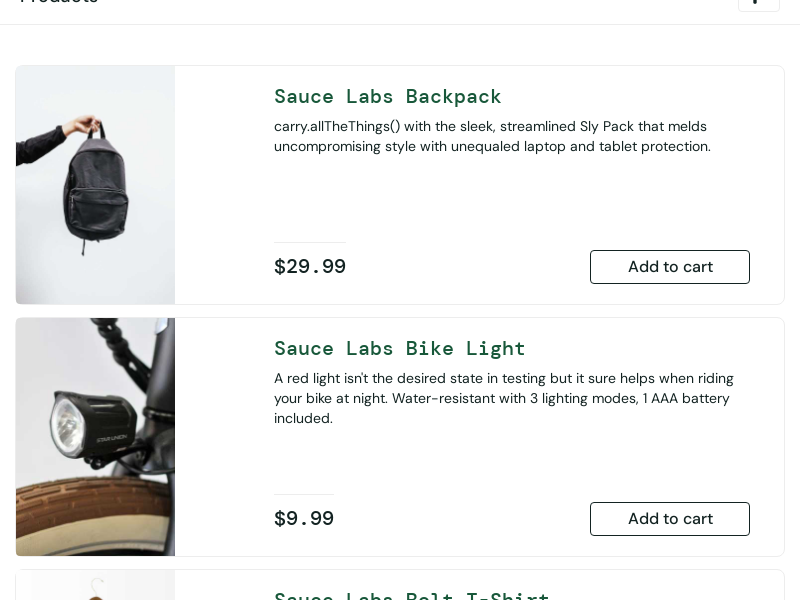 Products
Sauce Labs Backpack
carry.allTheThings() with the sleek, streamlined Sly Pack that melds
uncompromising style with unequaled laptop and tablet protection.
$29.99
Add to cart
Sauce Labs Bike Light
A red light isn't the desired state in testing but it sure helps when riding
your bike at night. Water-resistant with 3 lighting modes, 1 AAA battery
included.
$9.99
Add to cart
Sauce Labs Bolt T-Shirt